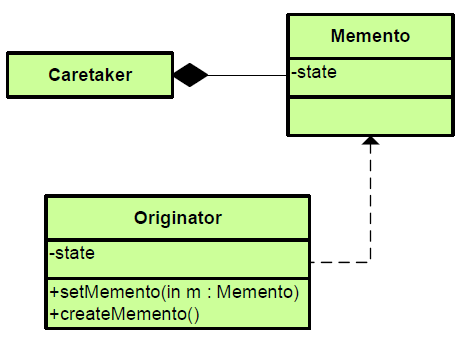 Memento
-state
Caretaker
Originator
-state
+setMemento(in m : Memento)
+createMemento()